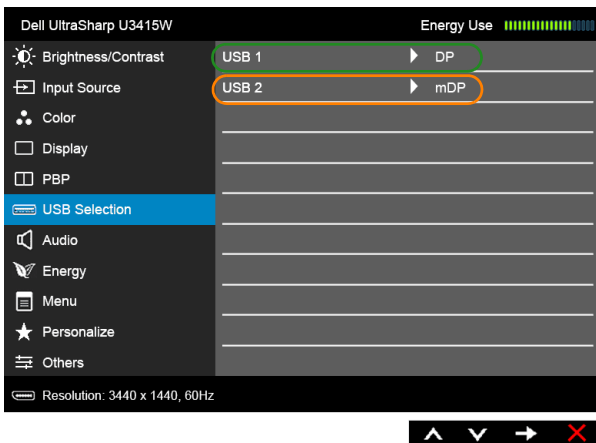 Dell UltraSharp U3415W Energy Use
Brightness/Contrast USB 1 DP
Input Source USB 2 mDP
Color
Display
PBP
USB Selection
Audio
Energy
Menu
Personalize
Others
Resolution: 3440 x 1440, 60Hz